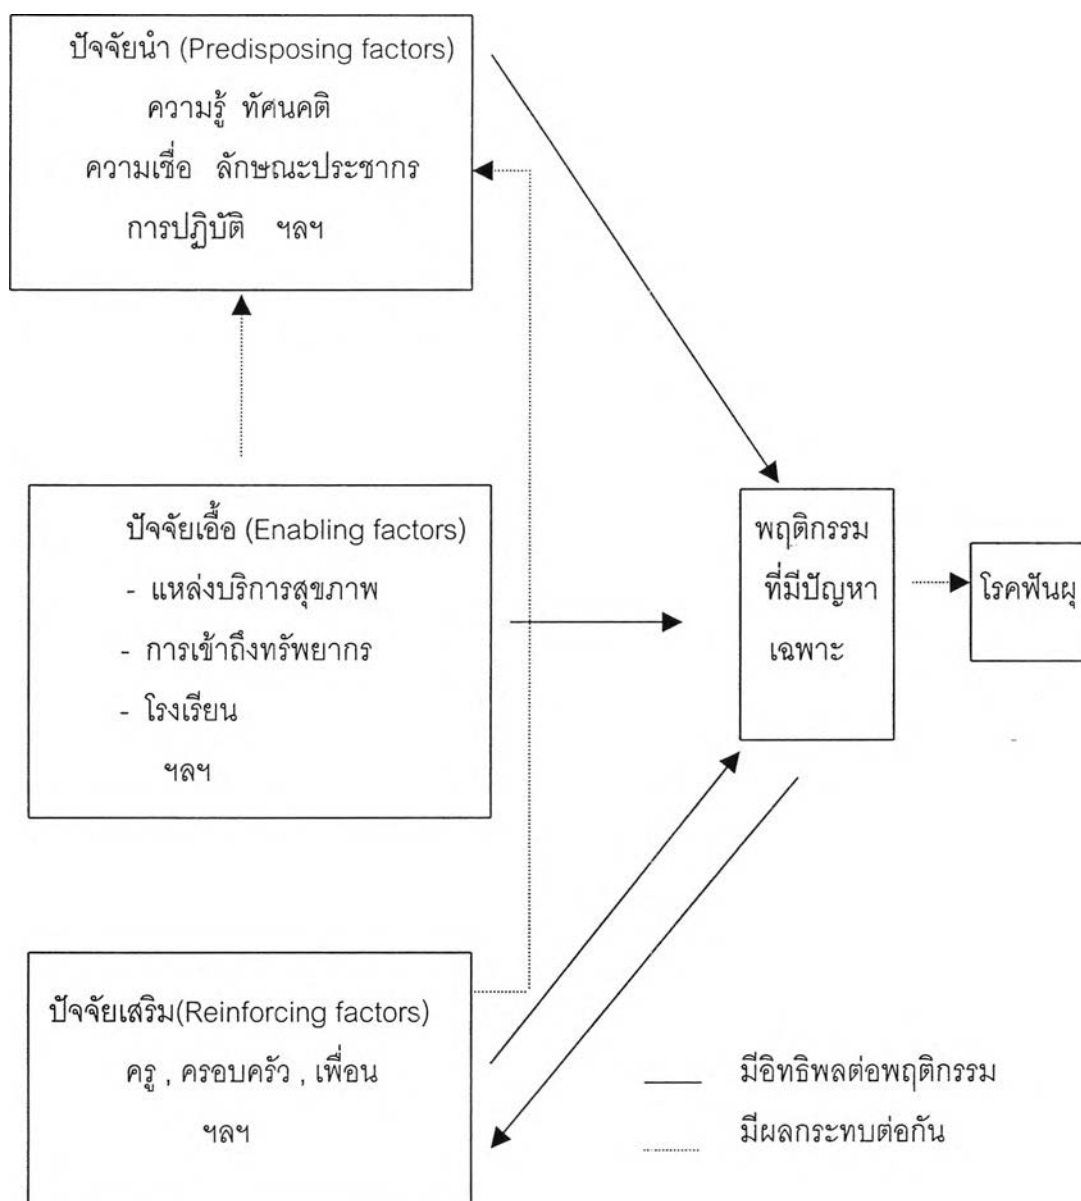 ปัจจัยนำ (Predisposing factors)
ความรู้ ทัศนคติ
ความเชื่อ ลักษณะประชากร
การปฏิบัติ ฯลฯ
ปัจจัยเอื้อ (Enabling factors)
- แหล่งบริการสุขภาพ
- การเข้าถึงทรัพยากร
- โรงเรียน
ฯลฯ
พฤติกรรม
ที่มีปัญหา
เฉพาะ
โรคฟันผุ
ปัจจัยเสริม(Reinforcing factors)
ครู , ครอบครัว , เพื่อน
ฯลฯ
มีอิทธิพลต่อพฤติกรรม
มีผลกระทบต่อกัน